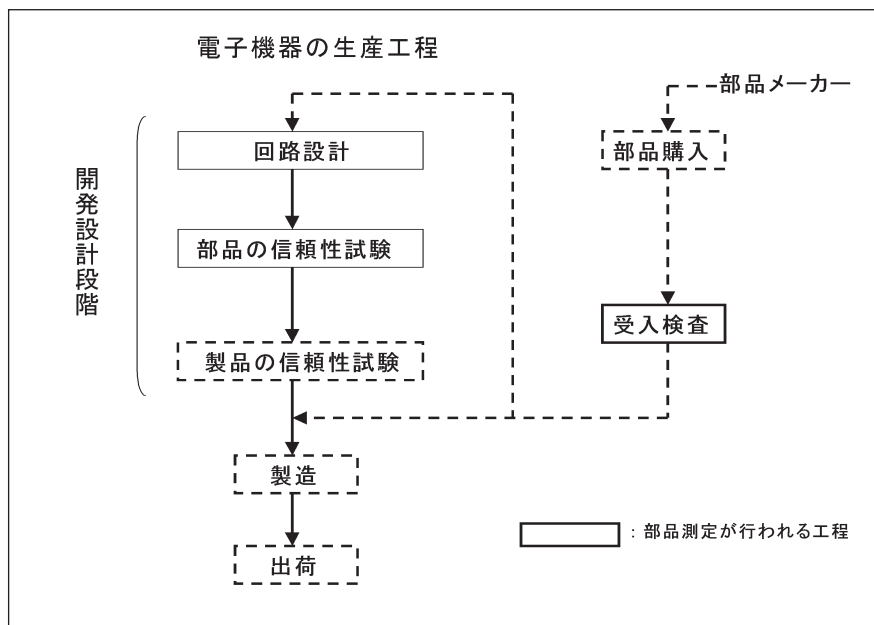 電子機器の生産工程
部品メーカー
開発設計段階
回路設計
部品購入
部品の信頼性試験
受入検査
製品の信頼性試験
製造
：部品測定が行われる工程
出荷